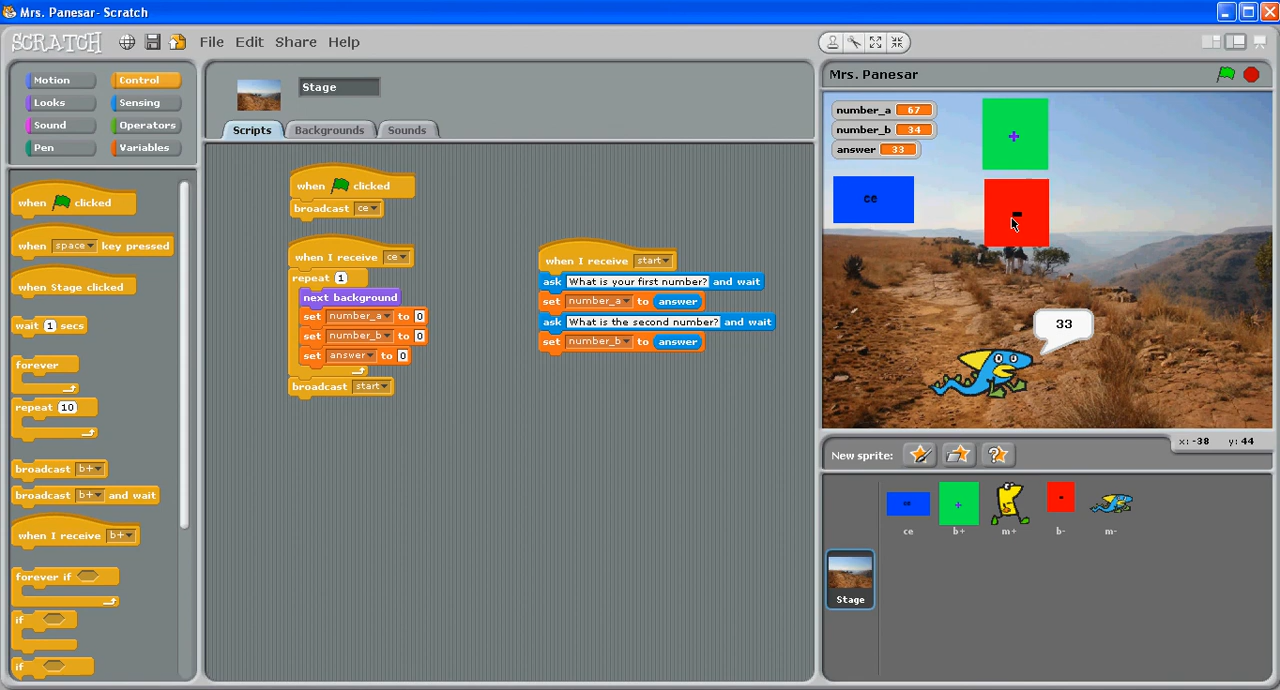 Mrs. Panesar- Scratch
SCRATCH File Edit Share Help
Motion Control
Looks Sensing
Sound Operators
Pen Variables
when clicked
when space key pressed
when Stage clicked
wait 1 secs
forever
repeat 10
broadcast b+
broadcast b+ and wait
when I receive b+
forever if
if
if
Stage
Scripts Backgrounds Sounds
when clicked
broadcast ce
when I receive ce
repeat 1
next background
set number_a to 0
set number_b to 0
set answer to 0
broadcast start
when I receive start
ask What is your first number? and wait
set number_a to answer
ask What is the second number? and wait
set number_b to answer
Mrs. Panesar
number_a 67
number_b 34
answer 33
+
ce
-
33
x: -38 y: 44
New sprite:
ce + -
ce b+ m+ b- m-
Stage